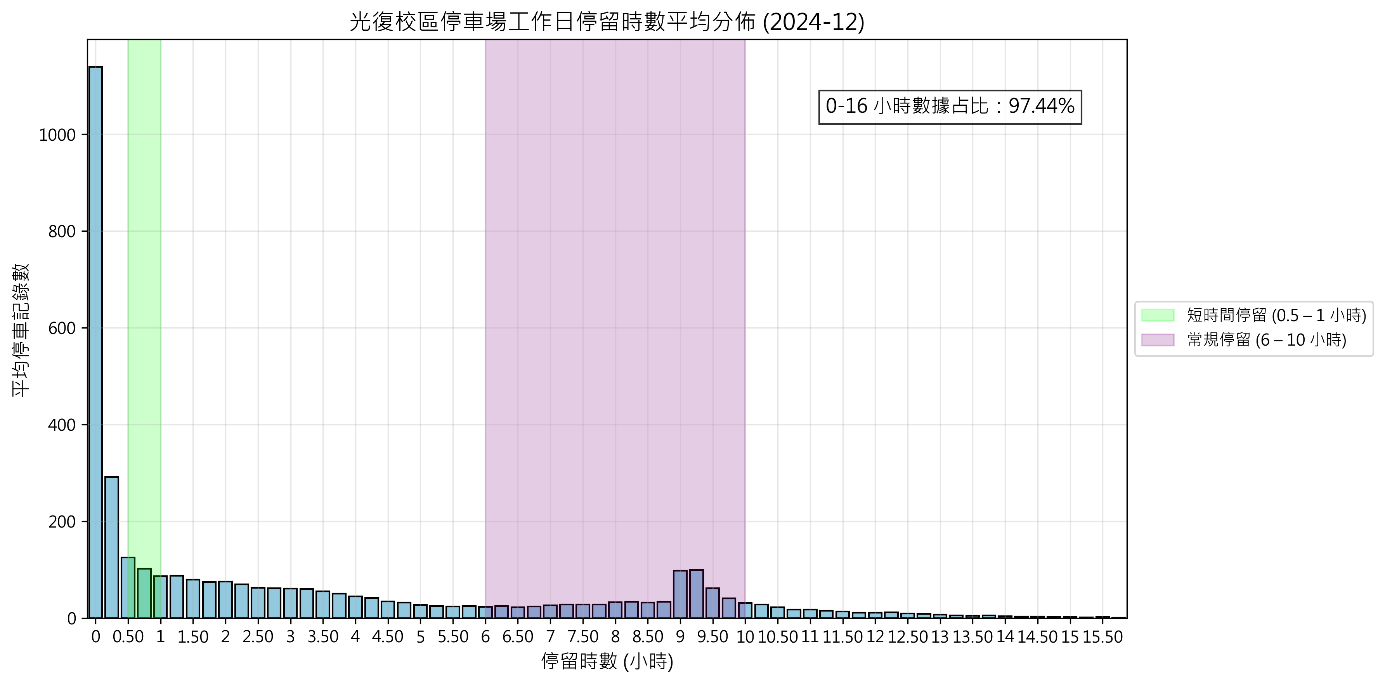 光復校區停車場工作日停留時數平均分佈 (2024-12)
0-16 小時數據占比：97.44%
平均停車記錄數
1000
800
600
400
200
0
0 0.50 1 1.50 2 2.50 3 3.50 4 4.50 5 5.50 6 6.50 7 7.50 8 8.50 9 9.50 10 10.50 11 11.50 12 12.50 13 13.50 14 14.50 15 15.50
停留時數 (小時)
短時間停留 (0.5 – 1 小時)
常規停留 (6 – 10 小時)